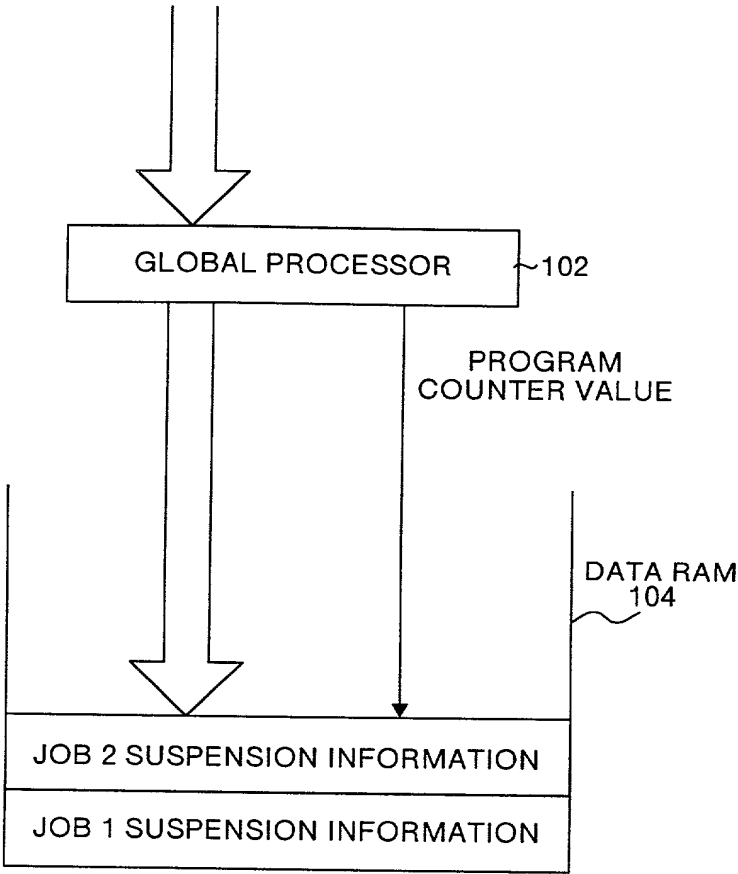 GLOBAL PROCESSOR
102
PROGRAM
COUNTER VALUE
DATA RAM
104
JOB 2 SUSPENSION INFORMATION
JOB 1 SUSPENSION INFORMATION